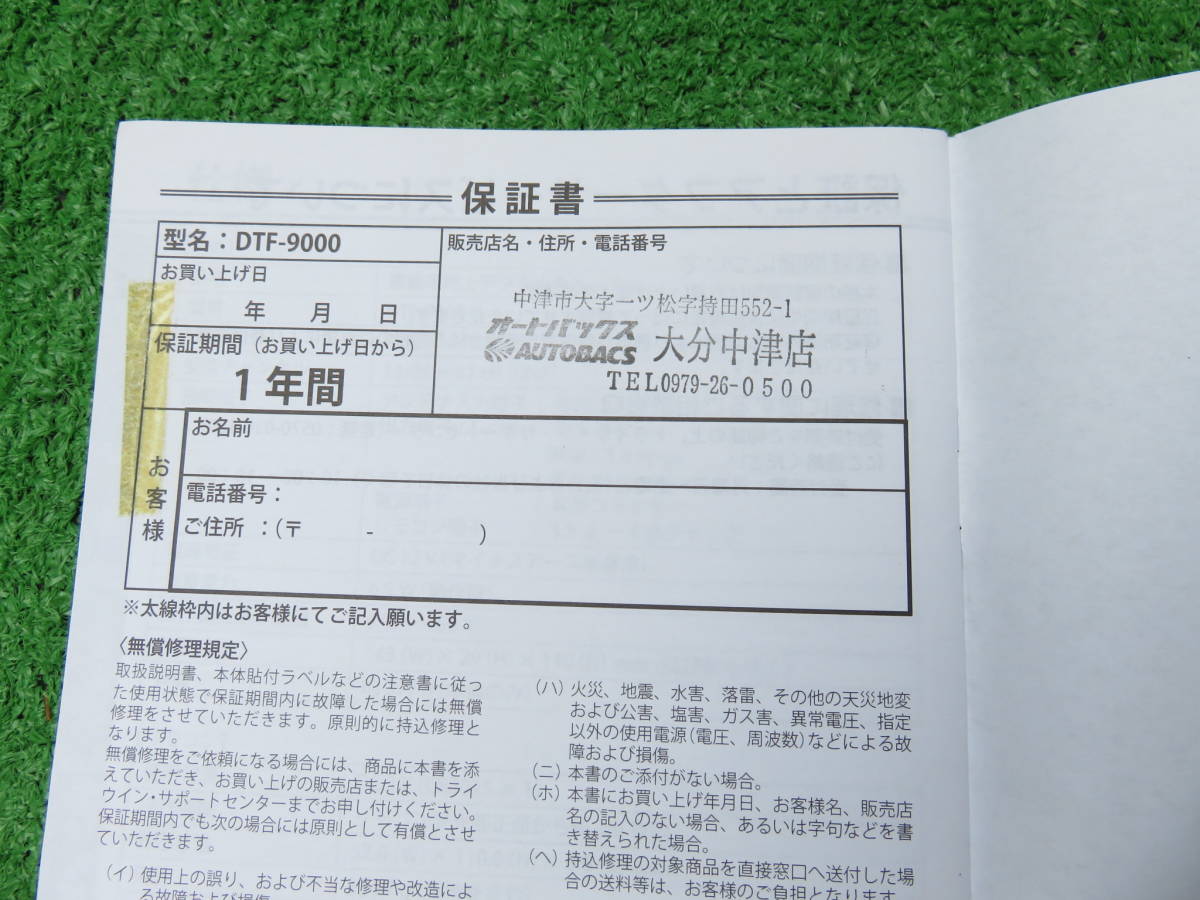 保証書
型名：DTF-9000
お買い上げ日
年　月　日
保証期間（お買い上げ日から）
１年間
販売店名・住所・電話番号
中津市大字一ツ松字持田552-1
オートバックス
AUTOBACS 大分中津店
TEL0979-26-0500
お客様
お名前
電話番号：
ご住所 ：（〒　　-　　）
※太線枠内はお客様にてご記入願います。
〈無償修理規定〉
取扱説明書、本体貼付ラベルなどの注意書に従っ
た使用状態で保証期間内に故障した場合には無償
修理をさせていただきます。原則的に持込修理と
なります。
無償修理をご依頼になる場合には、商品に本書を添
えていただき、お買い上げの販売店または、トライ
ウイン・サポートセンターまでお申し付けください。
保証期間内でも次の場合には原則として有償とさせ
ていただきます。
（イ）使用上の誤り、および不当な修理や改造によ
る故障および損傷
（ハ）火災、地震、水害、落雷、その他の天災地変
および公害、塩害、ガス害、異常電圧、指定
以外の使用電源（電圧、周波数）などによる故
障および損傷。
（ニ）本書のご添付がない場合。
（ホ）本書にお買い上げ年月日、お客様名、販売店
名の記入のない場合、あるいは字句などを書
き替えられた場合。
（ヘ）持込修理の対象商品を直接窓口へ送付した場
合の送料等は、お客様のご負担となります